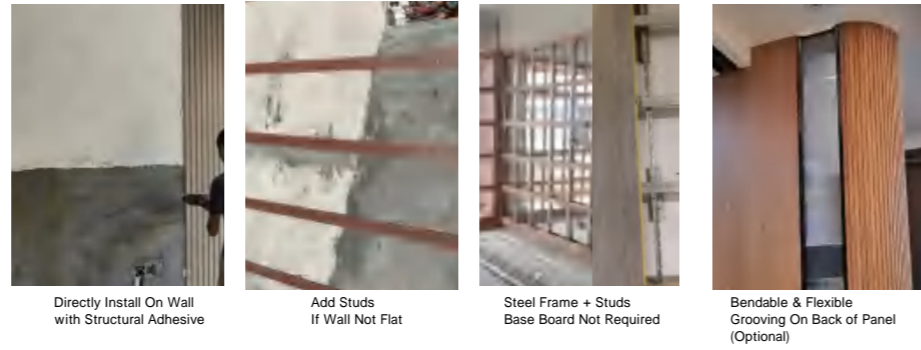 Directly Install On Wall
with Structural Adhesive
Add Studs
If Wall Not Flat
Steel Frame + Studs
Base Board Not Required
Bendable & Flexible
Grooving On Back of Panel
(Optional)